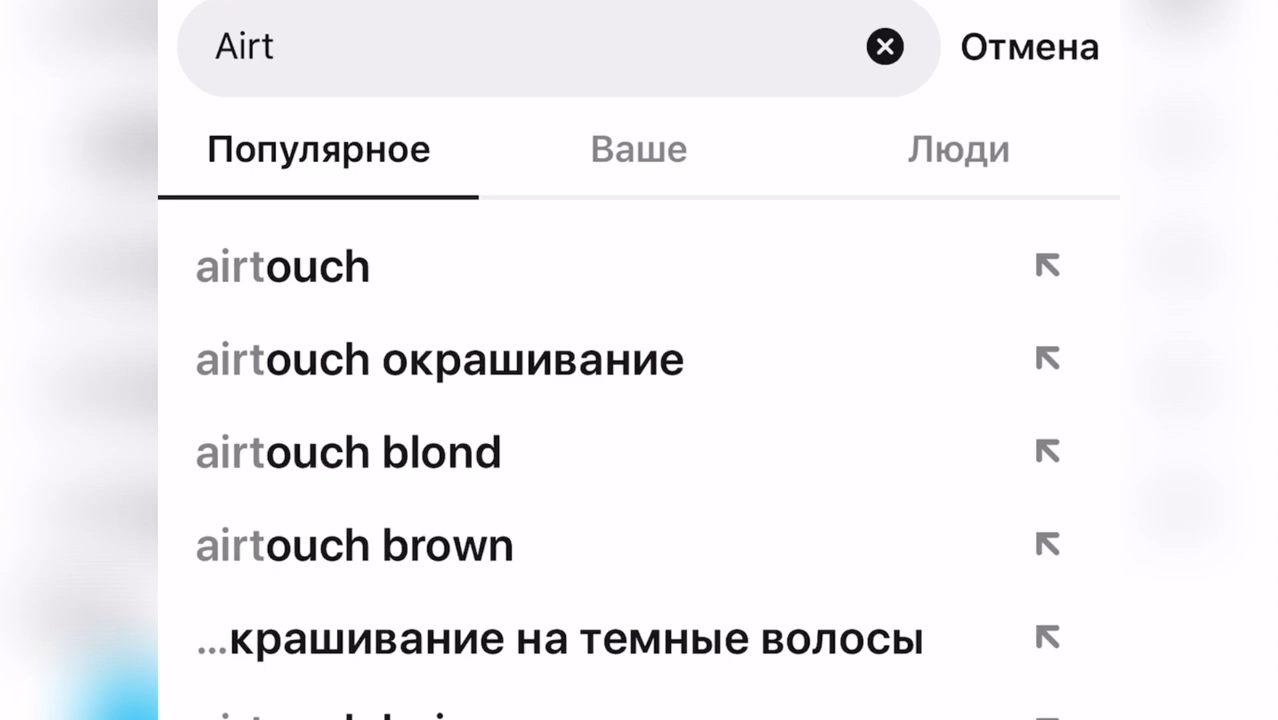 Airt
Отмена
Популярное
Ваше
Люди
airtouch
airtouch окрашивание
airtouch blond
airtouch brown
...крашивание на темные волосы